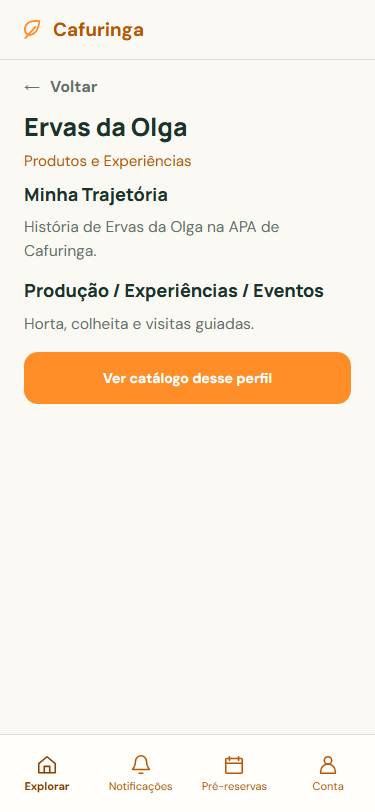 Cafuringa
← Voltar
Ervas da Olga
Produtos e Experiências
Minha Trajetória
História de Ervas da Olga na APA de
Cafuringa.
Produção / Experiências / Eventos
Horta, colheita e visitas guiadas.
Ver catálogo desse perfil
Explorar Notificações Pré-reservas Conta